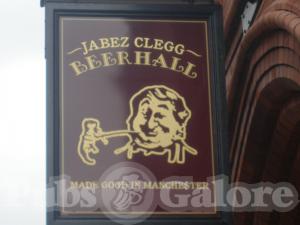 JABEZ CLEGG
BEERHALL
MADE GOOD IN MANCHESTER
Pubs Galore